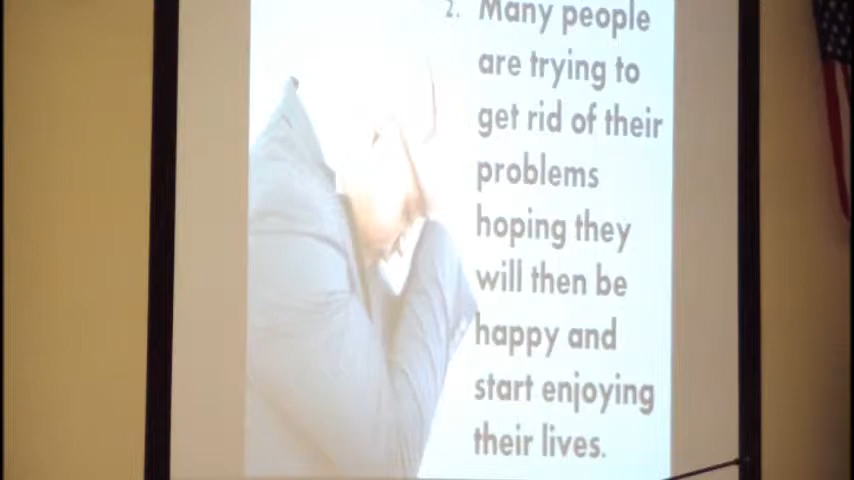 2. Many people
are trying to
get rid of their
problems
hoping they
will then be
happy and
start enjoying
their lives.